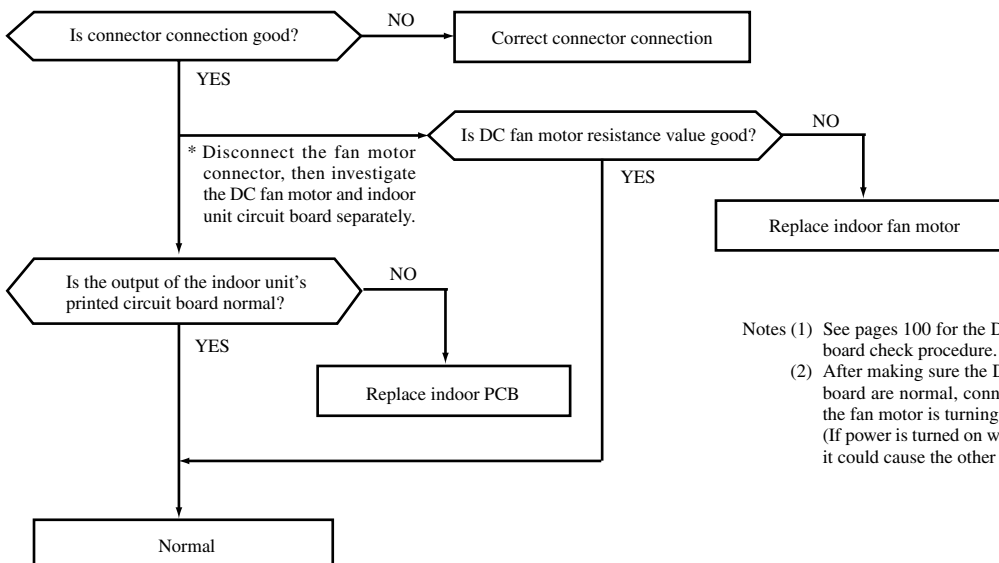 Is connector connection good?
NO
Correct connector connection
YES
* Disconnect the fan motor
connector, then investigate
the DC fan motor and indoor
unit circuit board separately.
Is DC fan motor resistance value good?
NO
YES
Replace indoor fan motor
Is the output of the indoor unit's
printed circuit board normal?
NO
YES
Replace indoor PCB
Notes (1) See pages 100 for the D
board check procedure.
(2) After making sure the D
board are normal, conn
the fan motor is turning
(If power is turned on w
it could cause the other
Normal